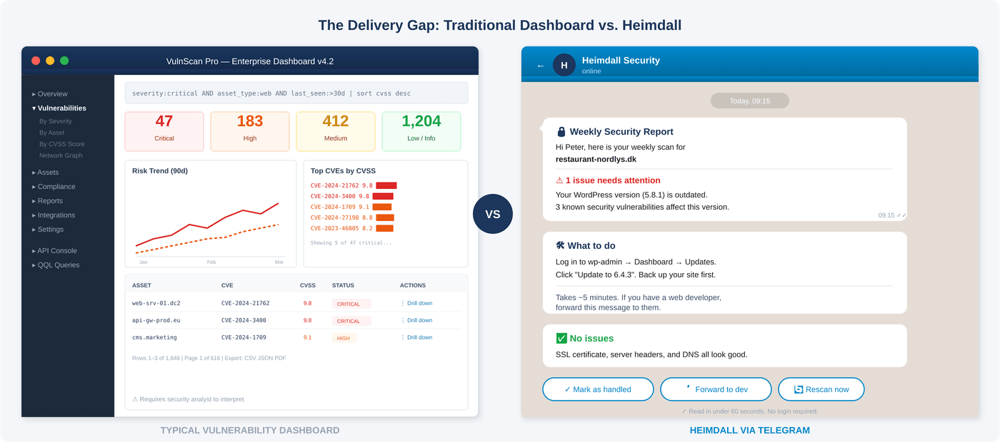 The Delivery Gap: Traditional Dashboard vs. Heimdall
VulnScan Pro — Enterprise Dashboard v4.2
▸ Overview
▾ Vulnerabilities
By Severity
By Asset
By CVSS Score
Network Graph
▸ Assets
▸ Compliance
▸ Reports
▸ Integrations
▸ Settings
▸ API Console
▸ QQL Queries
severity:critical AND asset_type:web AND last_seen:>30d | sort cvss desc
47
Critical
183
High
412
Medium
1,204
Low / Info
Risk Trend (90d)
Jan Feb Mar
Top CVEs by CVSS
CVE-2024-21762 9.8
CVE-2024-3400 9.8
CVE-2024-1709 9.1
CVE-2024-27198 8.8
CVE-2023-46805 8.2
Showing 5 of 47 critical...
ASSET CVE CVSS STATUS ACTIONS
web-srv-01.dc2 CVE-2024-21762 9.8 CRITICAL ⋮ Drill down
api-gw-prod.eu CVE-2024-3400 9.8 CRITICAL ⋮ Drill down
cms.marketing CVE-2024-1709 9.1 HIGH ⋮ Drill down
Rows 1–3 of 1,846 | Page 1 of 616 | Export: CSV JSON PDF
⚠ Requires security analyst to interpret
TYPICAL VULNERABILITY DASHBOARD
VS
← H Heimdall Security
online
Today, 09:15
🔒 Weekly Security Report
Hi Peter, here is your weekly scan for
restaurant-nordlys.dk
⚠ 1 issue needs attention
Your WordPress version (5.8.1) is outdated.
3 known security vulnerabilities affect this version.
09:15 ✓✓
🛠 What to do
Log in to wp-admin → Dashboard → Updates.
Click "Update to 6.4.3". Back up your site first.
Takes ~5 minutes. If you have a web developer,
forward this message to them.
✅ No issues
SSL certificate, server headers, and DNS all look good.
✓ Mark as handled
Forward to dev
🔄 Rescan now
✓ Read in under 60 seconds. No login required.
HEIMDALL VIA TELEGRAM